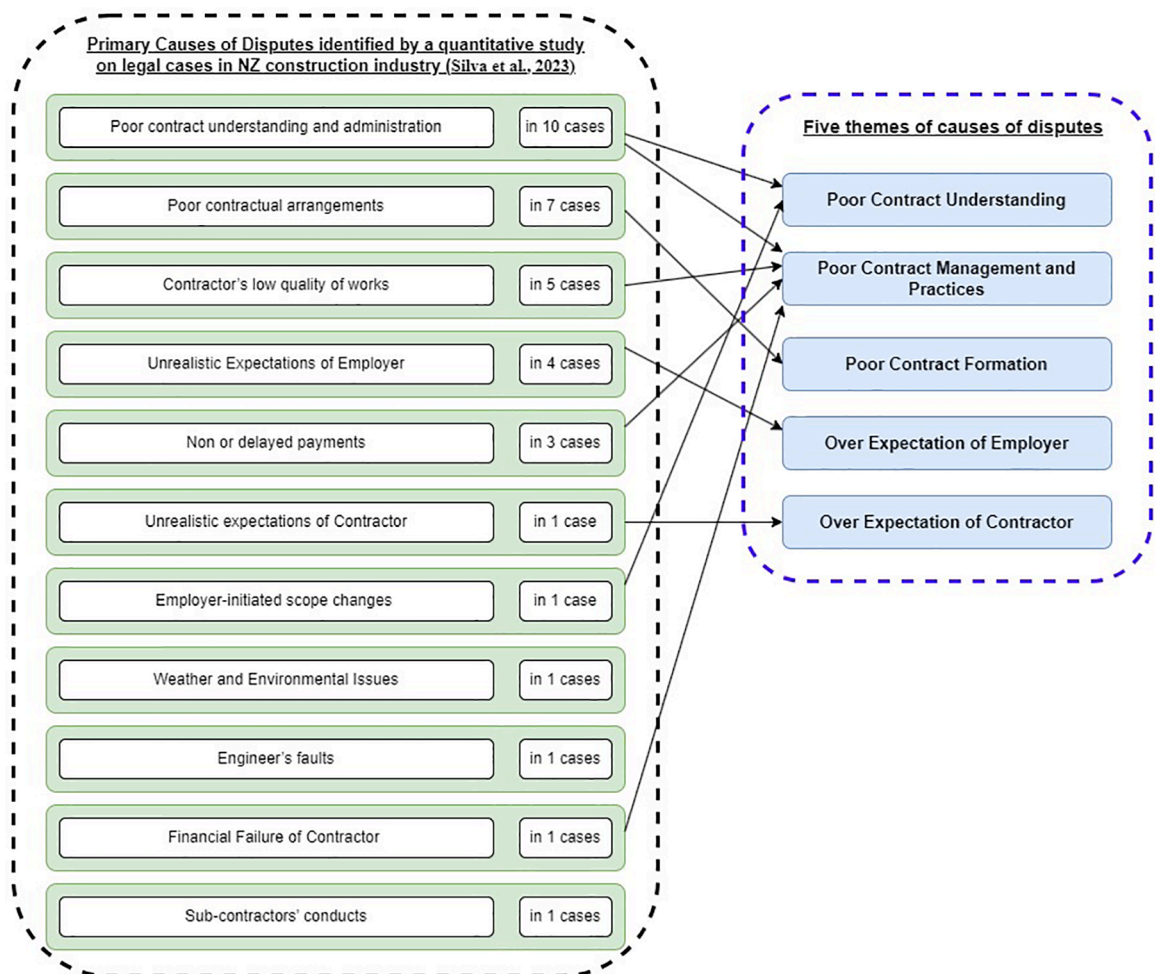 Primary Causes of Disputes identified by a quantitative study
on legal cases in NZ construction industry (Silva et al., 2023)
Poor contract understanding and administration
in 10 cases
Poor contractual arrangements
in 7 cases
Contractor's low quality of works
in 5 cases
Unrealistic Expectations of Employer
in 4 cases
Non or delayed payments
in 3 cases
Unrealistic expectations of Contractor
in 1 case
Employer-initiated scope changes
in 1 case
Weather and Environmental Issues
in 1 cases
Engineer's faults
in 1 cases
Financial Failure of Contractor
in 1 cases
Sub-contractors' conducts
in 1 cases
Five themes of causes of disputes
Poor Contract Understanding
Poor Contract Management and
Practices
Poor Contract Formation
Over Expectation of Employer
Over Expectation of Contractor